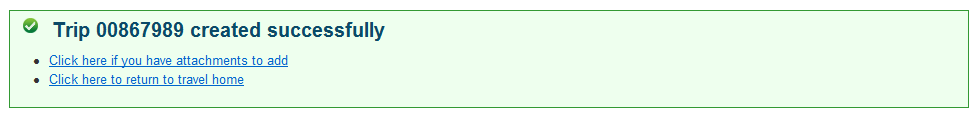 Trip 00867989 created successfully
Click here if you have attachments to add
Click here to return to travel home